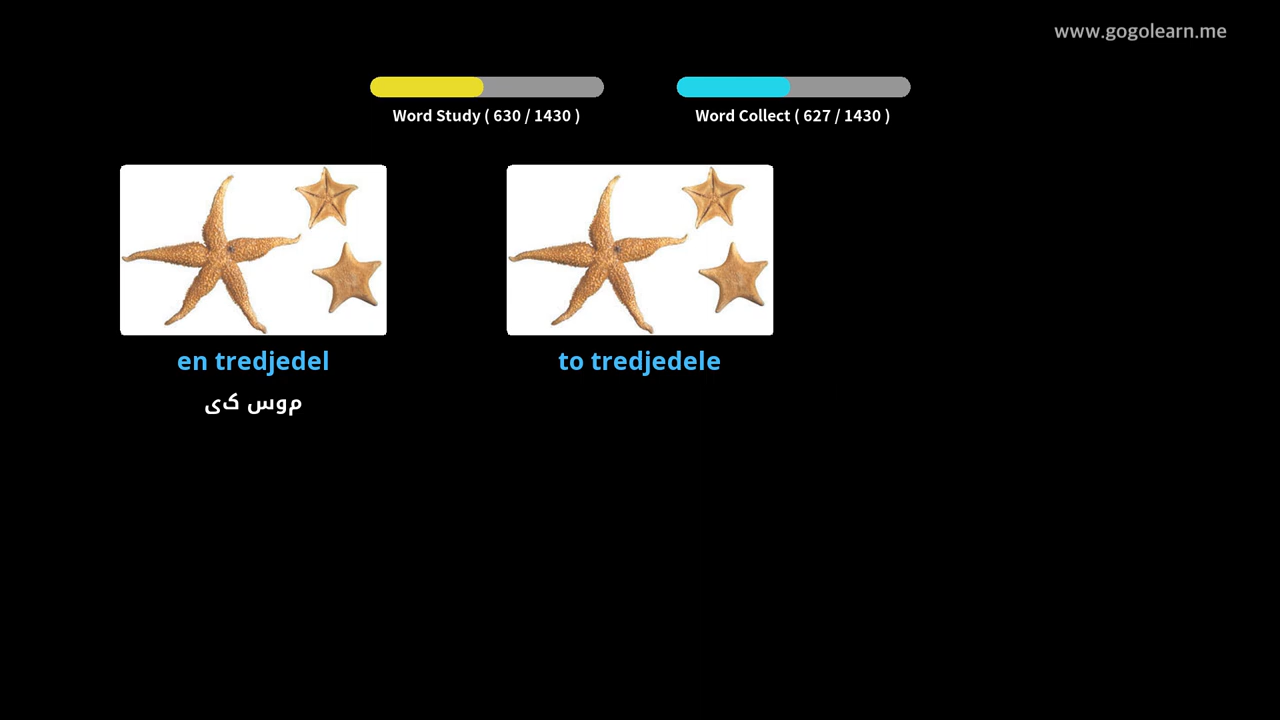 www.gogolearn.me
Word Study ( 630 / 1430 )
Word Collect ( 627 / 1430 )
en tredjedel
to tredjedele
موس کی